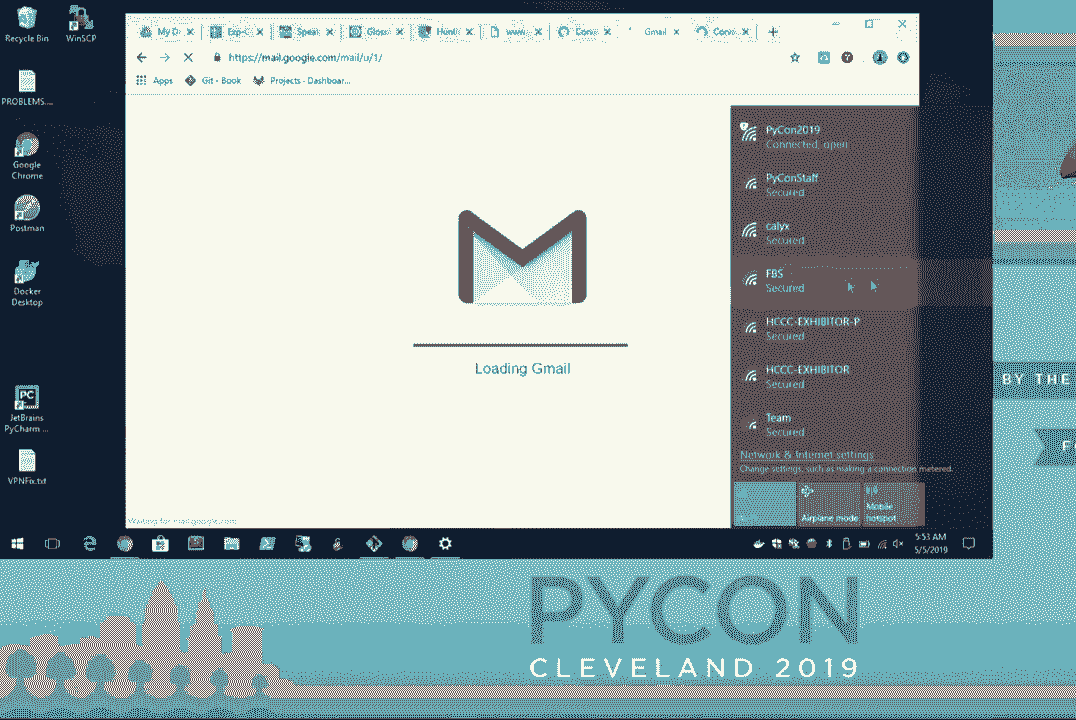 Recycle Bin
WinSCP
PROBLEMS....
Google
Chrome
Postman
Docker
Desktop
PC
JetBrains
PyCharm ...
VPNFix.txt
My D
Exp-C
Speak
Gloss
Hunti
www.
Conv
Gmail
Conv
https://mail.google.com/mail/u/1/
Apps
Git - Book
Projects - Dashboar...
Loading Gmail
Waiting for mail.google.com
PyCon2019
Connected, open
PyConStaff
Secured
calyx
Secured
FBS
Secured
HCCC-EXHIBITOR-P
Secured
HCCC-EXHIBITOR
Secured
Team
Secured
Network & Internet settings
Change settings, such as making a connection metered.
Airplane mode
Mobile
hotspot
5:53 AM
5/5/2019
BY THE
F
PYCON
CLEVELAND 2019